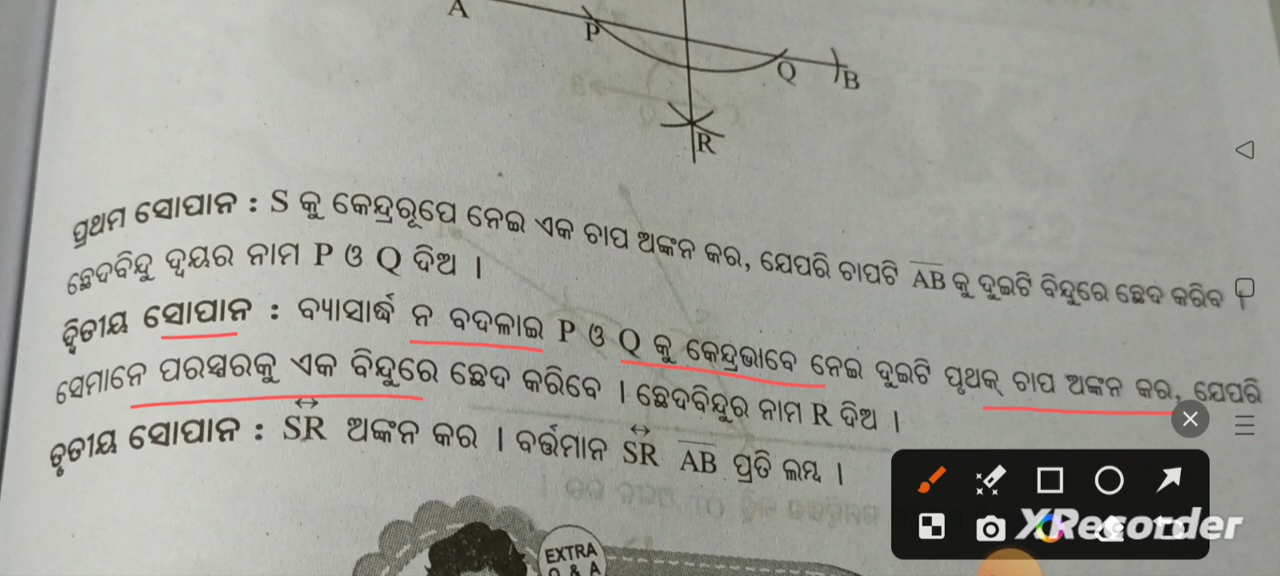 A
P
Q
B
R
ପ୍ରଥମ ସୋପାନ : S କୁ କେନ୍ଦ୍ରରୂପେ ନେଇ ଏକ ଚାପ ଅଙ୍କନ କର, ଯେପରି ଚାପଟି AB କୁ ଦୁଇଟି ବିନ୍ଦୁରେ ଛେଦ କରିବ ।
ଛେଦବିନ୍ଦୁ ଦ୍ୱୟର ନାମ P ଓ Q ଦିଅ ।
ଦ୍ୱିତୀୟ ସୋପାନ : ବ୍ୟାସାର୍ଦ୍ଧ ନ ବଦଳାଇ P ଓ Q କୁ କେନ୍ଦ୍ରଭାବେ ନେଇ ଦୁଇଟି ପୃଥକ୍ ଚାପ ଅଙ୍କନ କର, ଯେପରି
ସେମାନେ ପରସ୍ପରକୁ ଏକ ବିନ୍ଦୁରେ ଛେଦ କରିବେ । ଛେଦବିନ୍ଦୁର ନାମ R ଦିଅ ।
ତୃତୀୟ ସୋପାନ : SR ଅଙ୍କନ କର । ବର୍ତ୍ତମାନ SR AB ପ୍ରତି ଲମ୍ବ ।
EXTRA
Q & A
XRecorder